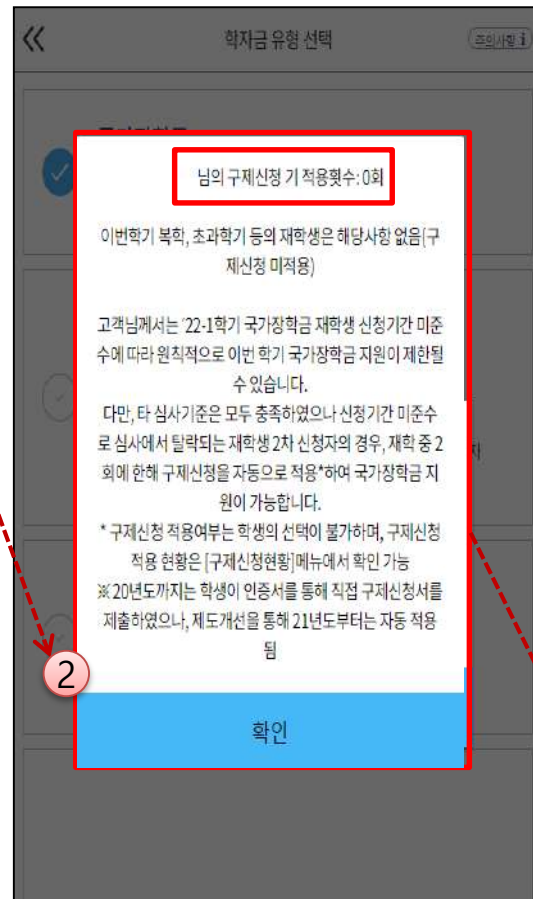 학자금 유형 선택
주의사항 i
님의 구제신청 기 적용횟수: 0회
이번학기 복학, 초과학기 등의 재학생은 해당사항 없음(구
제신청 미적용)
고객님께서는 '22-1학기 국가장학금 재학생 신청기간 미준
수에 따라 원칙적으로 이번 학기 국가장학금 지원이 제한될
수 있습니다.
다만, 타 심사기준은 모두 충족하였으나 신청기간 미준수
로 심사에서 탈락되는 재학생 2차 신청자의 경우, 재학 중 2
회에 한해 구제신청을 자동으로 적용*하여 국가장학금 지
원이 가능합니다.
* 구제신청 적용여부는 학생의 선택이 불가하며, 구제신청
적용 현황은 [구제신청현황]메뉴에서 확인 가능
※20년도까지는 학생이 인증서를 통해 직접 구제신청서를
제출하였으나, 제도개선을 통해 21년도부터는 자동 적용
됨
2
확인